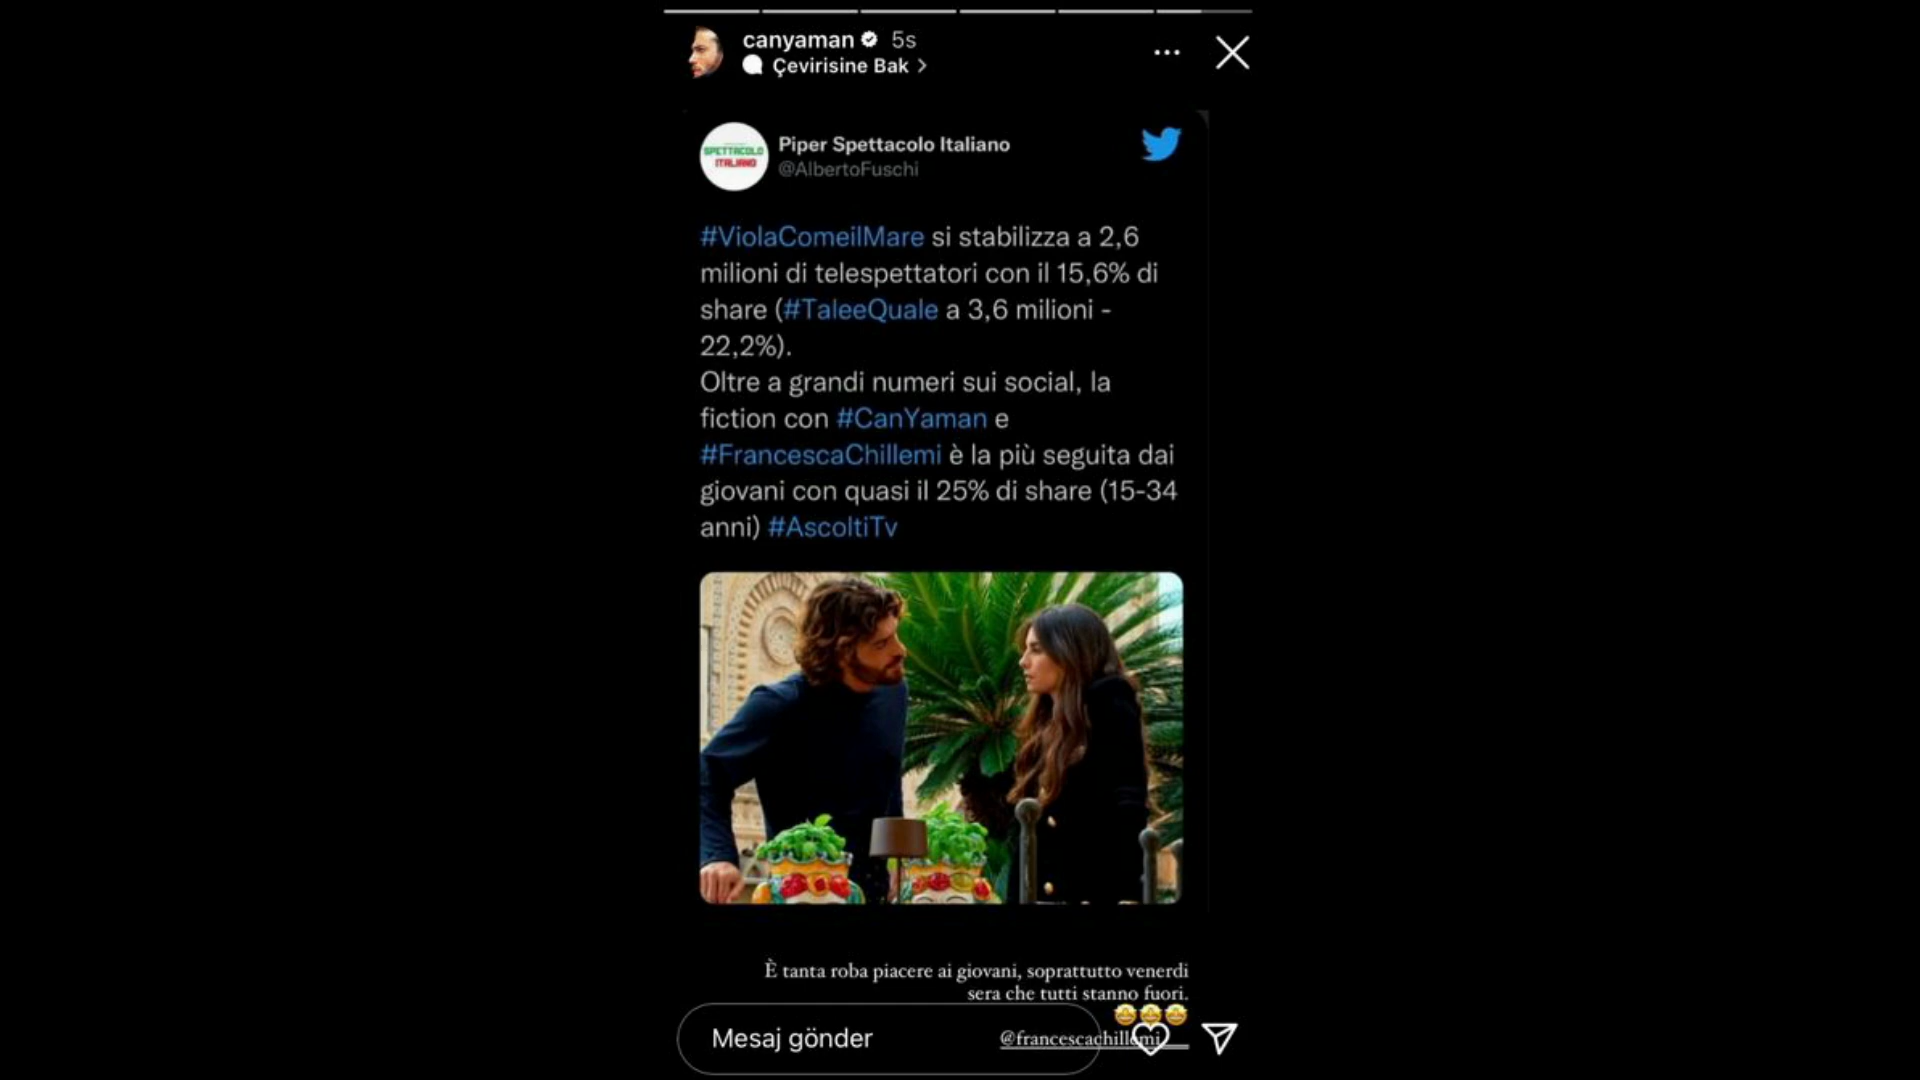 canyaman 5s
Çevirisine Bak
SPETTACOLO
ITALIANO
Piper Spettacolo Italiano
@AlbertoFuschi
#ViolaComeilMare si stabilizza a 2,6
milioni di telespettatori con il 15,6% di
share (#TaleeQuale a 3,6 milioni -
22,2%).
Oltre a grandi numeri sui social, la
fiction con #CanYaman e
#FrancescaChillemi è la più seguita dai
giovani con quasi il 25% di share (15-34
anni) #AscoltiTv
È tanta roba piacere ai giovani, soprattutto venerdi
sera che tutti stanno fuori.
🤩🤩🤩
@francescachillemi
Mesaj gönder